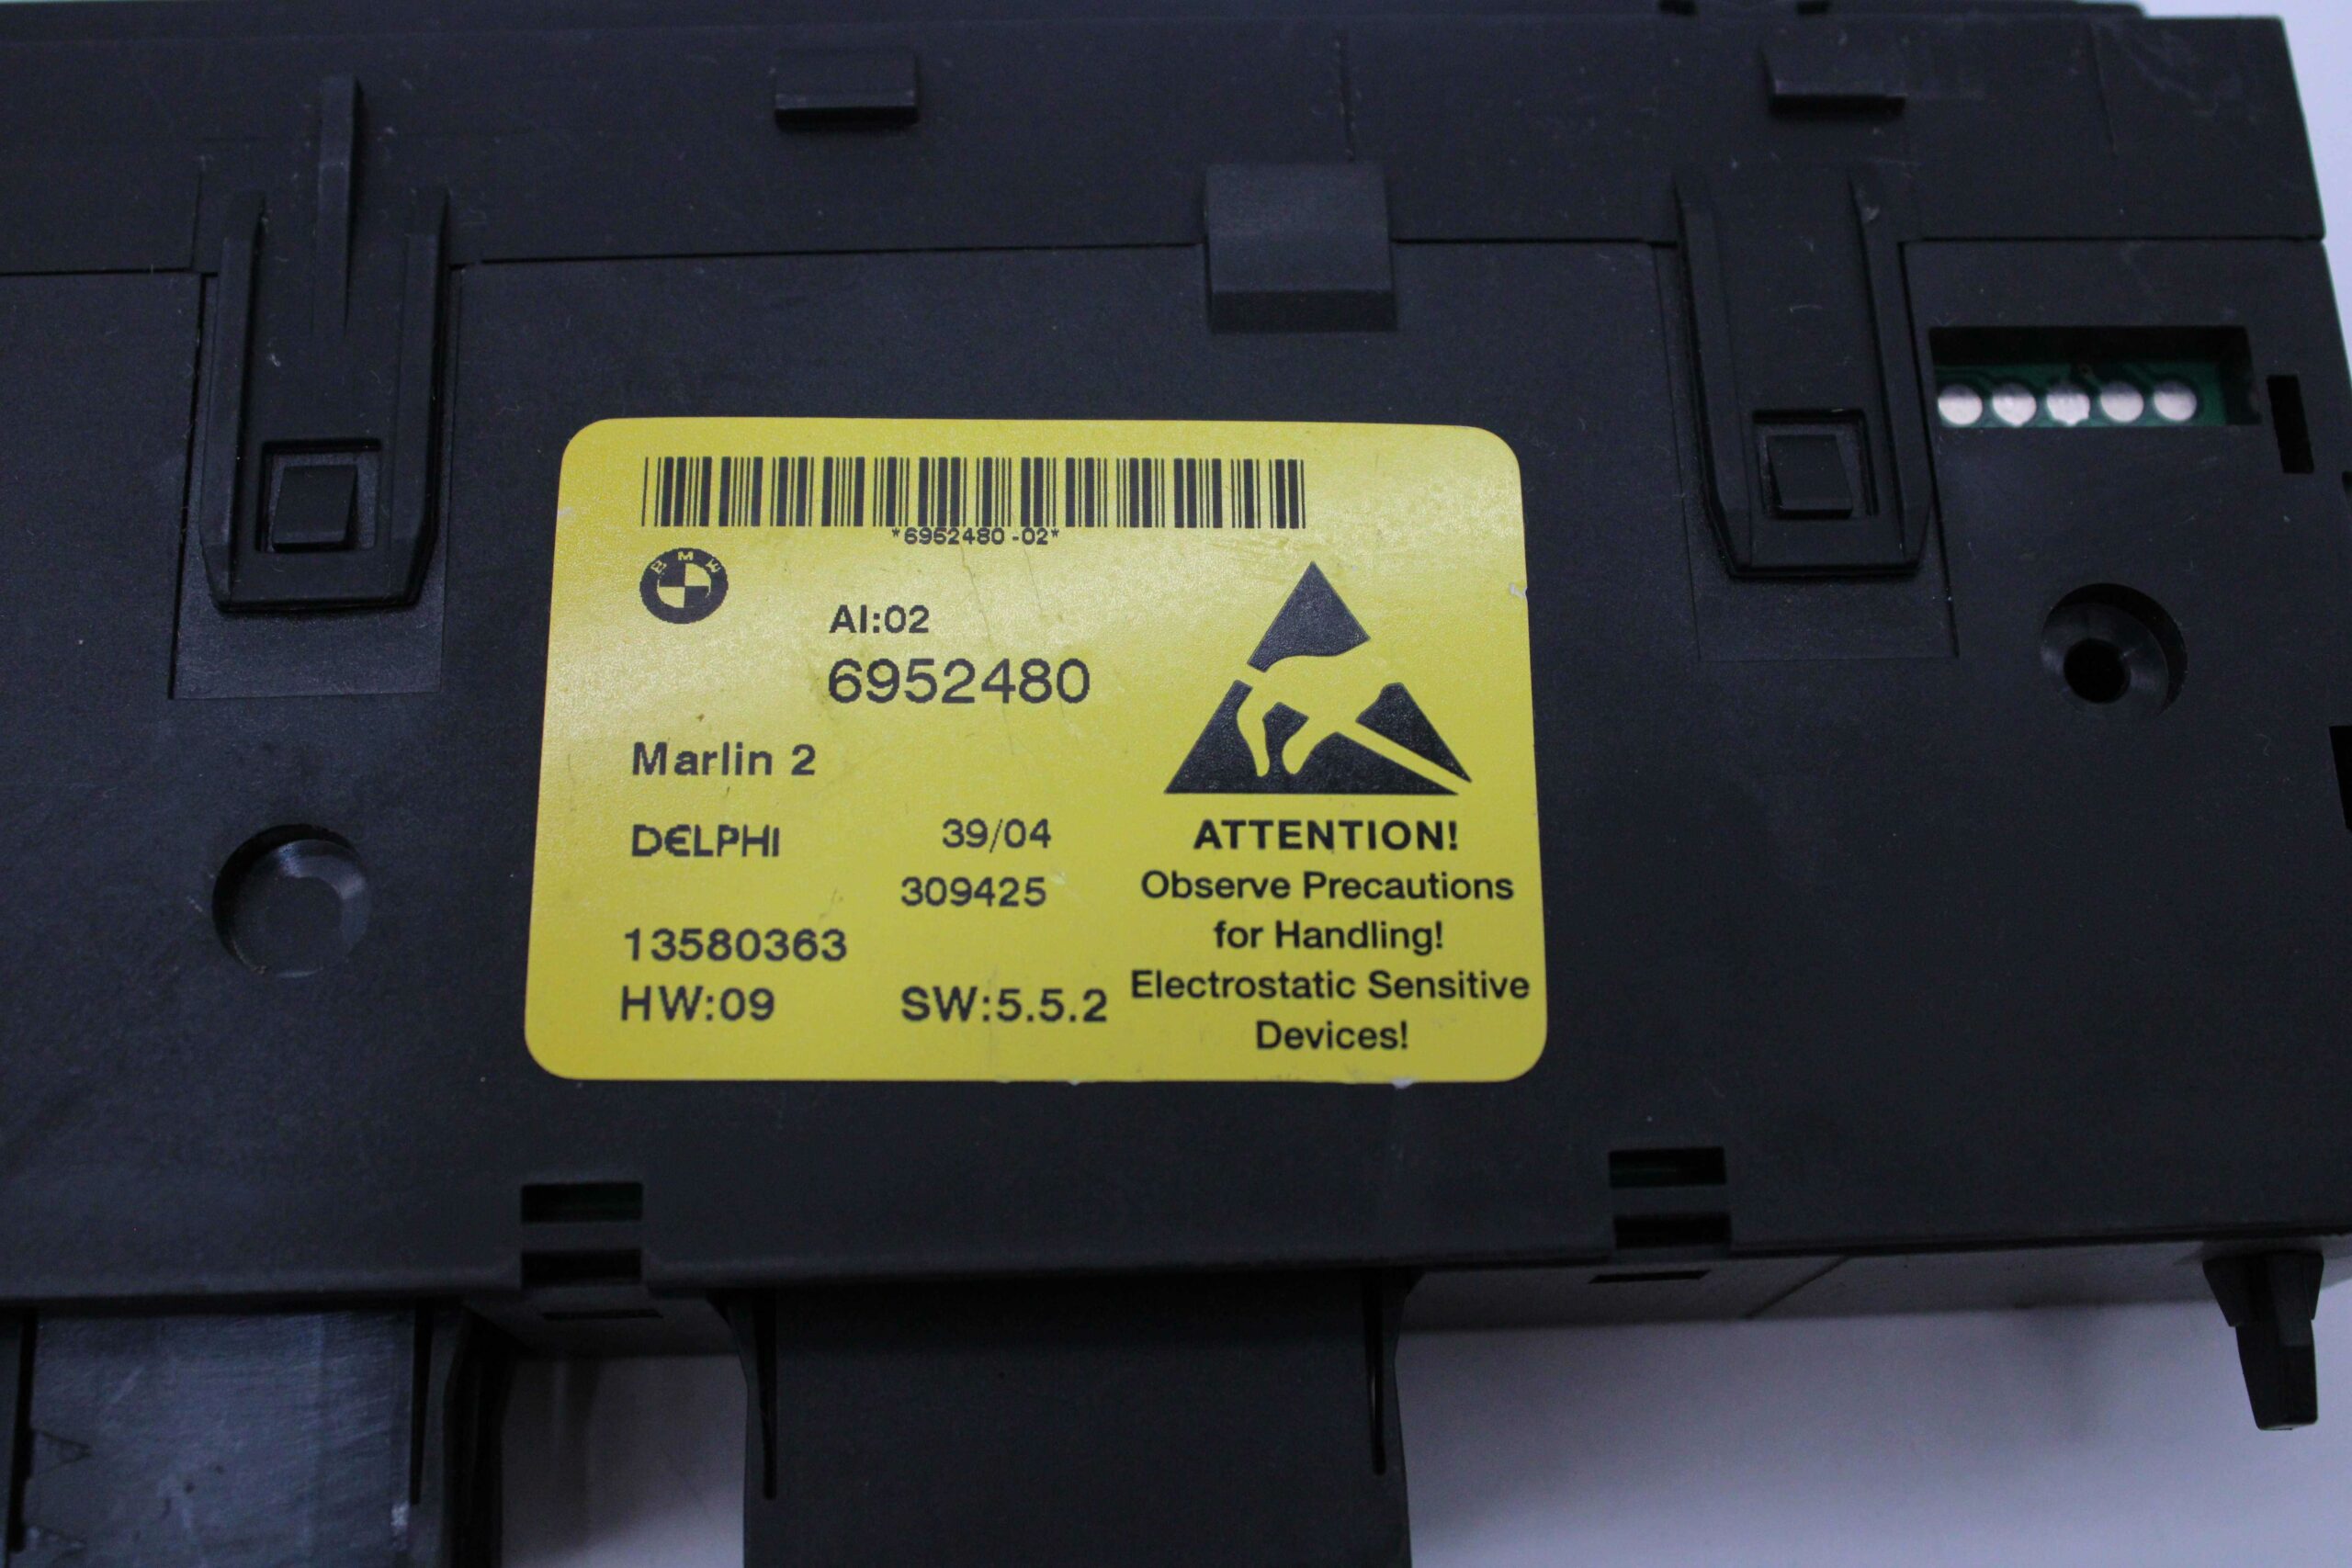 *6952480-02*
BMW
AI:02
6952480
Marlin 2
DELPHI 39/04
309425
13580363
HW:09 SW:5.5.2
ATTENTION!
Observe Precautions
for Handling!
Electrostatic Sensitive
Devices!